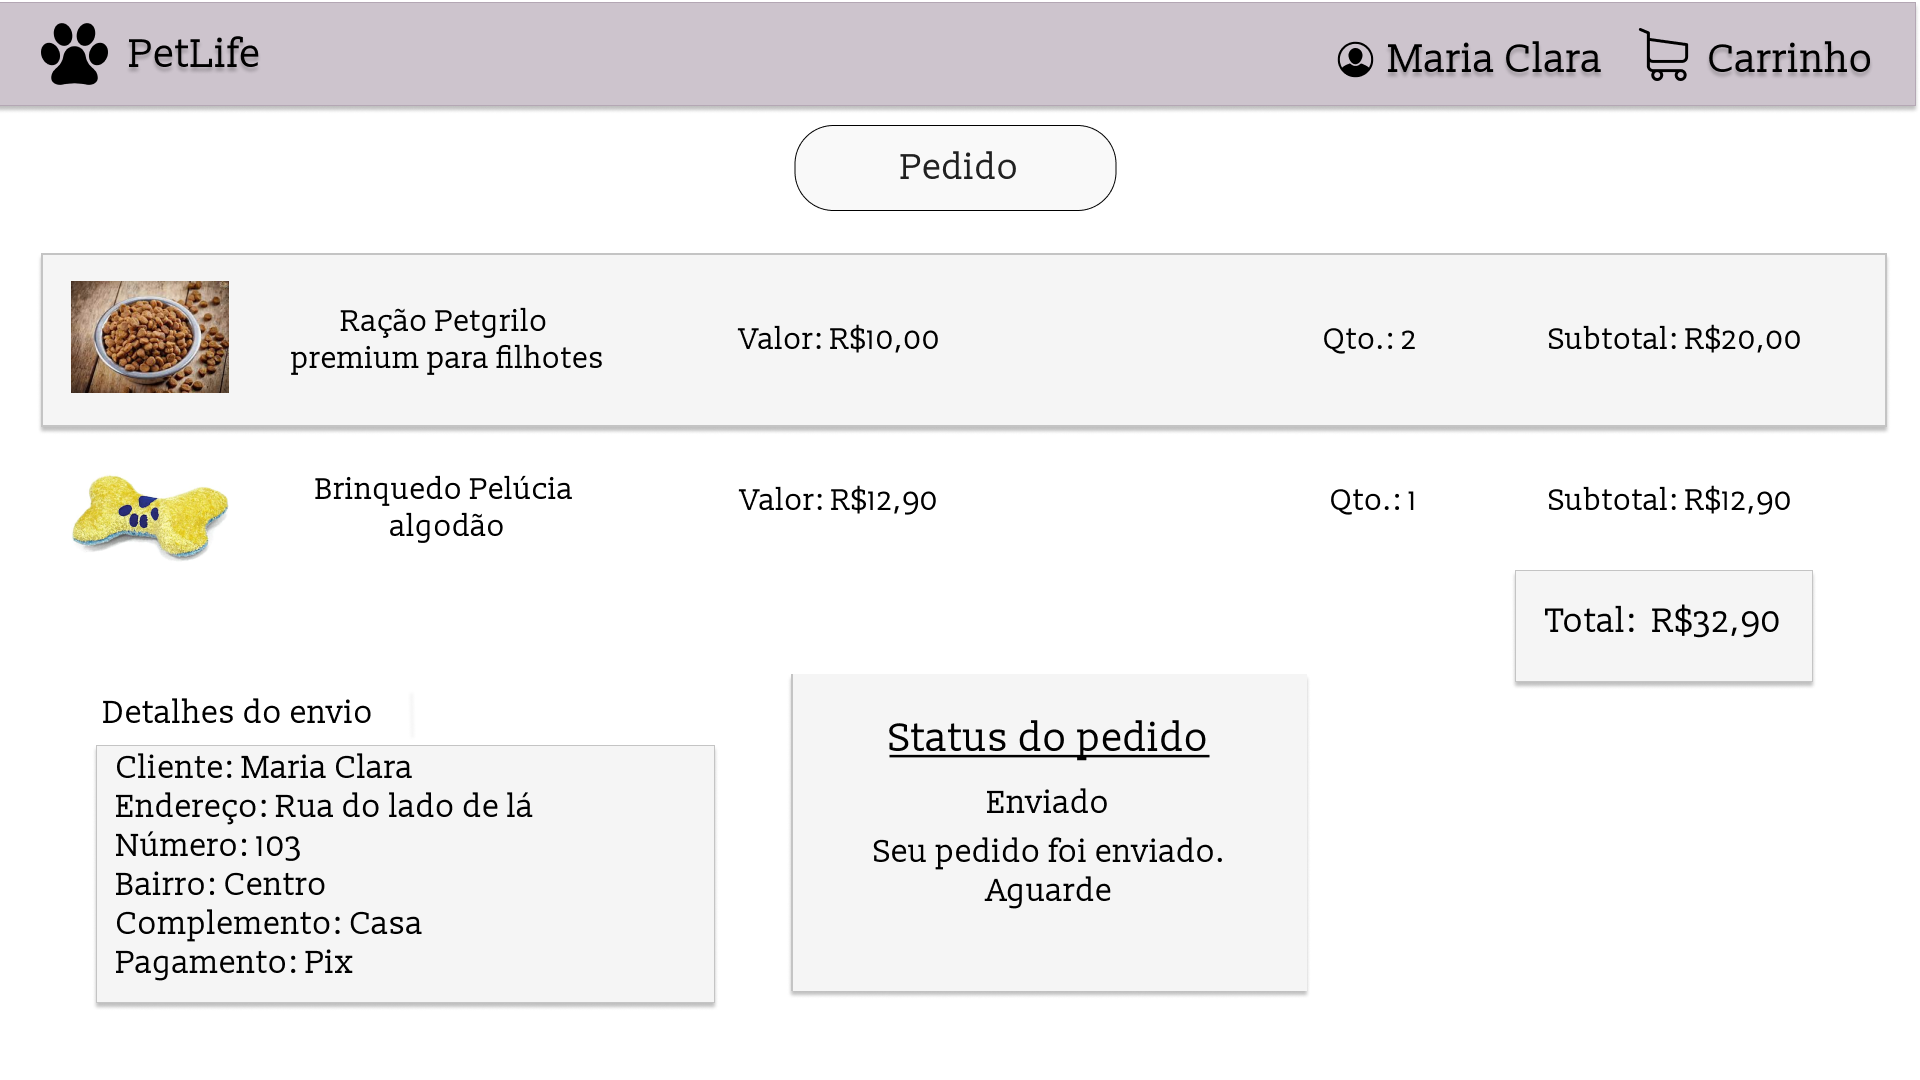 PetLife
Maria Clara
Carrinho
Pedido
Ração Petgrilo
premium para filhotes
Valor: R$10,00
Qto.: 2
Subtotal: R$20,00
Brinquedo Pelúcia
algodão
Valor: R$12,90
Qto.: 1
Subtotal: R$12,90
Total: R$32,90
Detalhes do envio
Cliente: Maria Clara
Endereço: Rua do lado de lá
Número: 103
Bairro: Centro
Complemento: Casa
Pagamento: Pix
Status do pedido
Enviado
Seu pedido foi enviado.
Aguarde